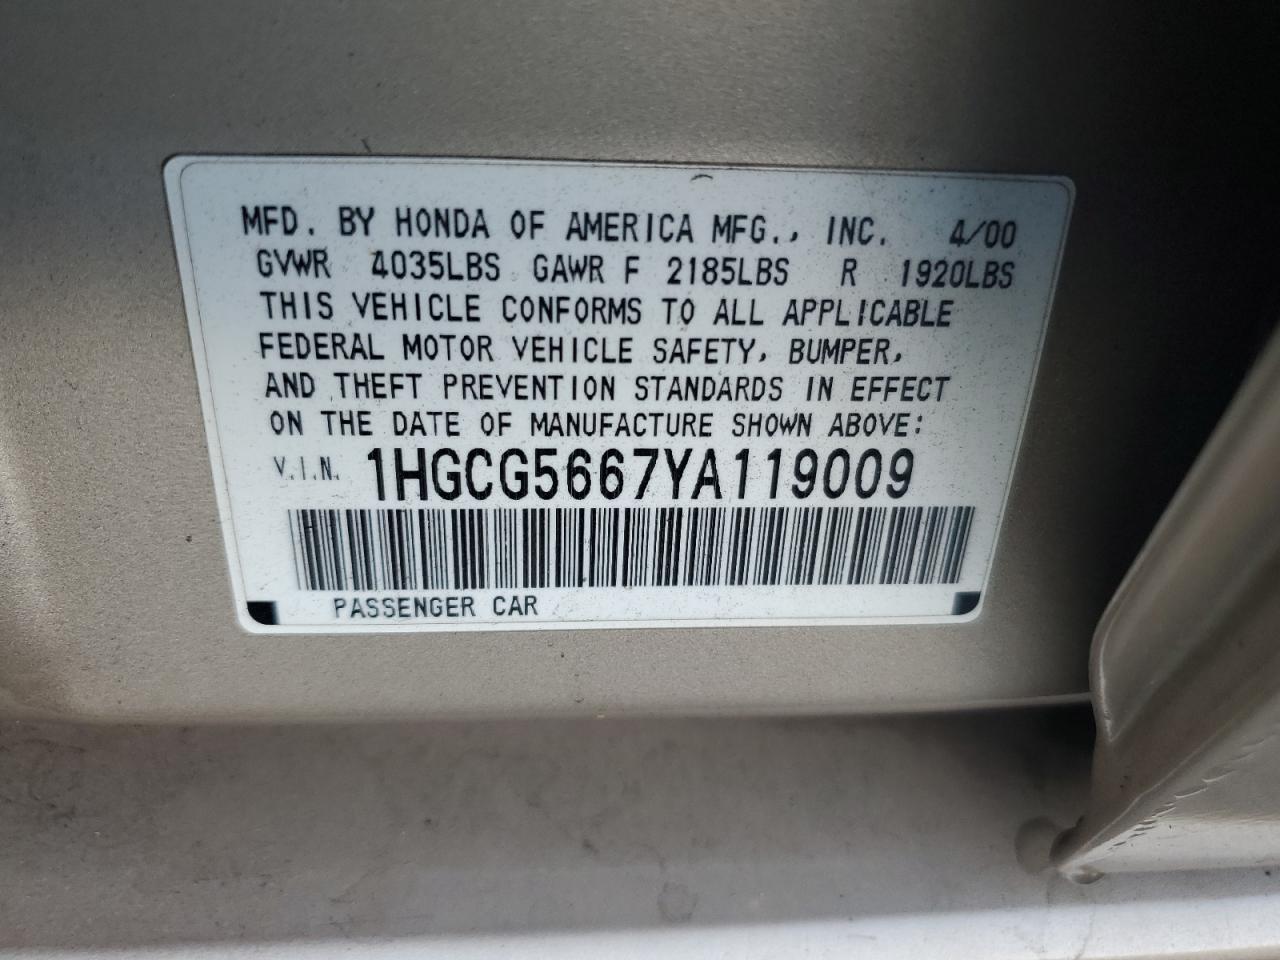 MFD. BY HONDA OF AMERICA MFG., INC. 4/00
GVWR 4035LBS GAWR F 2185LBS R 1920LBS
THIS VEHICLE CONFORMS TO ALL APPLICABLE
FEDERAL MOTOR VEHICLE SAFETY, BUMPER,
AND THEFT PREVENTION STANDARDS IN EFFECT
ON THE DATE OF MANUFACTURE SHOWN ABOVE:
V.I.N. 1HGCG5667YA119009
PASSENGER CAR